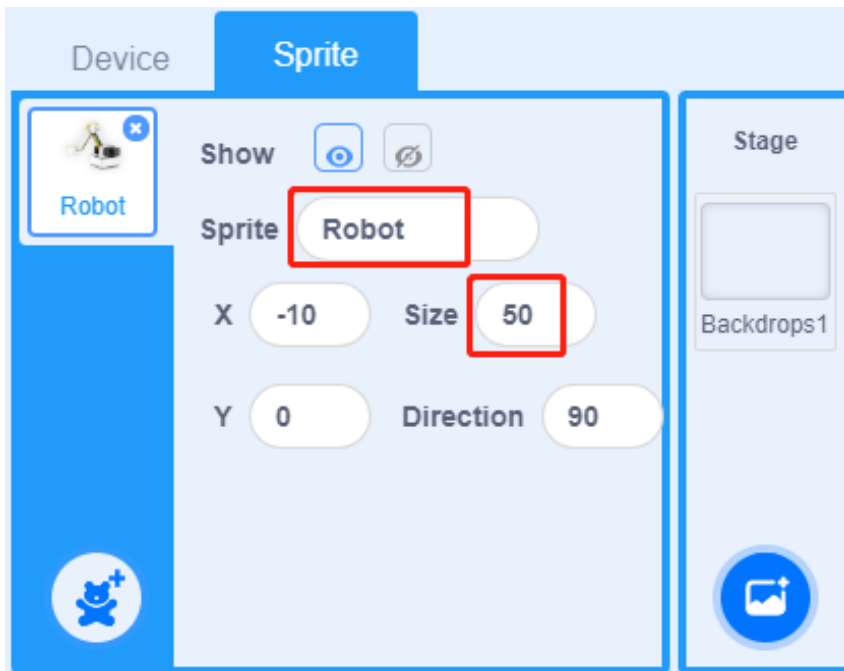 Device Sprite
Robot
Show
Sprite Robot
X -10 Size 50
Y 0 Direction 90
Stage
Backdrops1